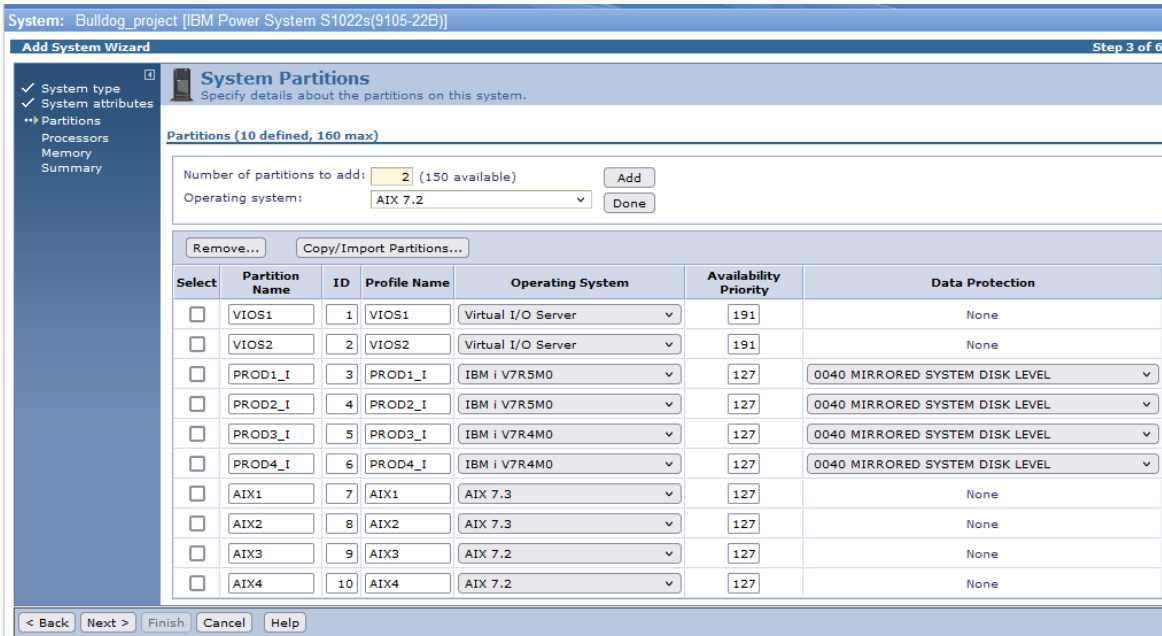 System: Bulldog_project [IBM Power System S1022s(9105-22B)]
Add System Wizard Step 3 of 6
System type
System attributes
Partitions
Processors
Memory
Summary
System Partitions
Specify details about the partitions on this system.
Partitions (10 defined, 160 max)
Number of partitions to add: 2 (150 available) Add
Operating system: AIX 7.2 Done
Remove... Copy/Import Partitions...
Select Partition Name ID Profile Name Operating System Availability Priority Data Protection
VIOS1 1 VIOS1 Virtual I/O Server 191 None
VIOS2 2 VIOS2 Virtual I/O Server 191 None
PROD1_I 3 PROD1_I IBM i V7R5M0 127 0040 MIRRORED SYSTEM DISK LEVEL
PROD2_I 4 PROD2_I IBM i V7R5M0 127 0040 MIRRORED SYSTEM DISK LEVEL
PROD3_I 5 PROD3_I IBM i V7R4M0 127 0040 MIRRORED SYSTEM DISK LEVEL
PROD4_I 6 PROD4_I IBM i V7R4M0 127 0040 MIRRORED SYSTEM DISK LEVEL
AIX1 7 AIX1 AIX 7.3 127 None
AIX2 8 AIX2 AIX 7.3 127 None
AIX3 9 AIX3 AIX 7.2 127 None
AIX4 10 AIX4 AIX 7.2 127 None
< Back Next > Finish Cancel Help